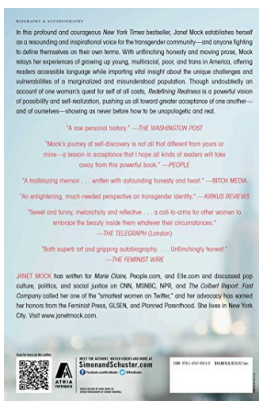 BIOGRAPHY & AUTOBIOGRAPHY
In this profound and courageous New York Times bestseller, Janet Mock establishes herself
as a resounding and inspirational voice for the transgender community—and anyone fighting
to define themselves on their own terms. With unflinching honesty and moving prose, Mock
relays her experiences of growing up young, multiracial, poor, and trans in America, offering
readers accessible language while imparting vital insight about the unique challenges and
vulnerabilities of a marginalized and misunderstood population. Though undoubtedly an
account of one woman's quest for self at all costs, Redefining Realness is a powerful vision
of possibility and self-realization, pushing us all toward greater acceptance of one another—
and of ourselves—showing as never before how to be unapologetic and real.
"A raw personal history." —THE WASHINGTON POST
"Mock's journey of self-discovery is not all that different from yours or
mine—a lesson in acceptance that I hope all kinds of readers will take
away from this powerful book." —PEOPLE
"A trailblazing memoir . . . written with astounding honesty and heart." —BITCH MEDIA
"An enlightening, much-needed perspective on transgender identity." —KIRKUS REVIEWS
"Sweet and funny, melancholy and reflective . . . a call-to-arms for other women to
embrace the beauty inside them whatever their circumstances."
—THE TELEGRAPH (London)
"Both superb art and gripping autobiography. . . . Unflinchingly honest."
—THE FEMINIST WIRE
JANET MOCK has written for Marie Claire, People.com, and Elle.com and discussed pop
culture, politics, and social justice on CNN, MSNBC, NPR, and The Colbert Report. Fast
Company called her one of the "smartest women on Twitter," and her advocacy has earned
her honors from the Feminist Press, GLSEN, and Planned Parenthood. She lives in New York
City. Visit www.janetmock.com.
MEET THE AUTHORS, WATCH VIDEOS AND MORE AT
SimonandSchuster.com
ATRIA
PAPERBACK